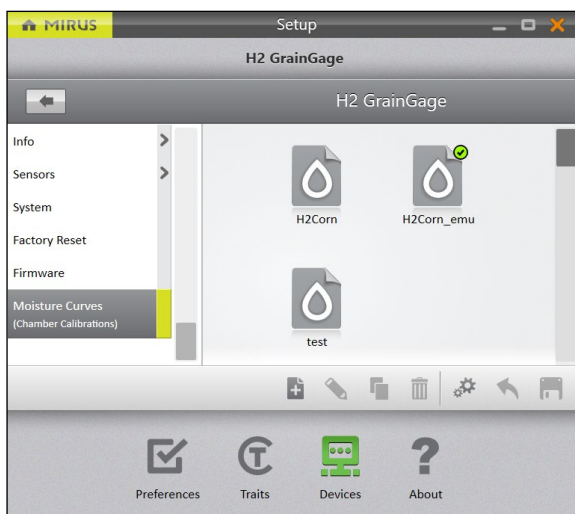 MIRUS
Setup
H2 GrainGage
H2 GrainGage
Info
Sensors
System
Factory Reset
Firmware
Moisture Curves
(Chamber Calibrations)
H2Corn
H2Corn_emu
test
Preferences
Traits
Devices
About